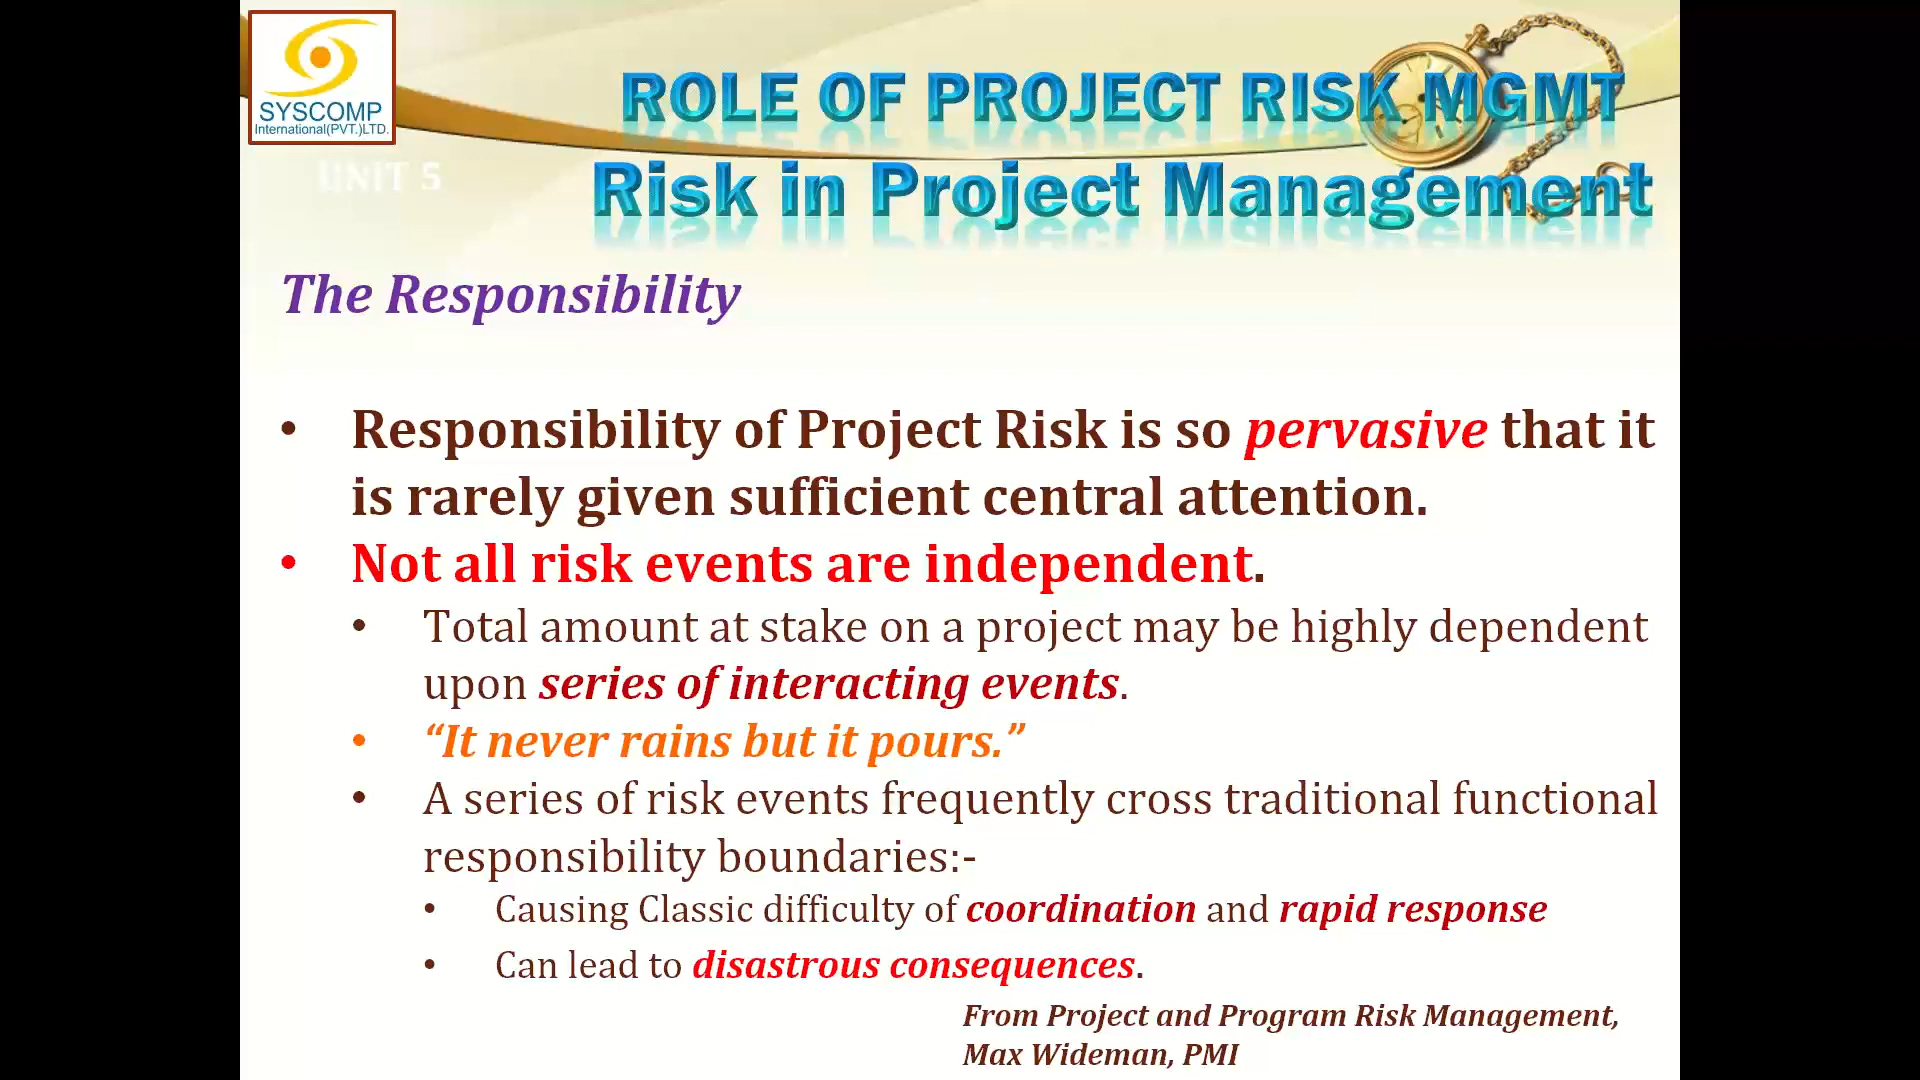 SYSCOMP
International(PVT.)LTD.
UNIT 5
ROLE OF PROJECT RISK MGMT
Risk in Project Management
The Responsibility
• Responsibility of Project Risk is so pervasive that it
is rarely given sufficient central attention.
• Not all risk events are independent.
• Total amount at stake on a project may be highly dependent
upon series of interacting events.
• “It never rains but it pours.”
• A series of risk events frequently cross traditional functional
responsibility boundaries:-
• Causing Classic difficulty of coordination and rapid response
• Can lead to disastrous consequences.
From Project and Program Risk Management,
Max Wideman, PMI